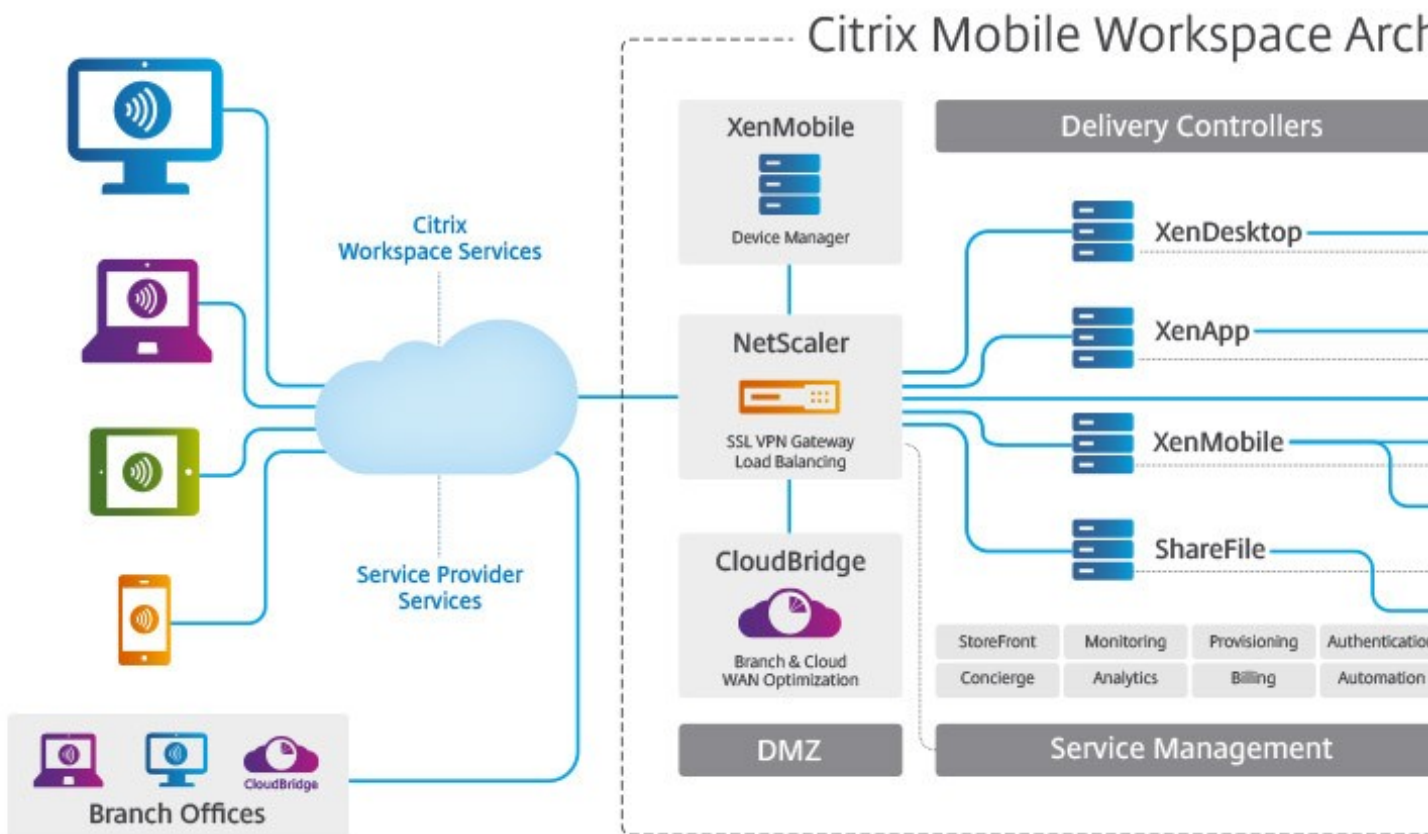 Citrix Mobile Workspace Arch
XenMobile
Device Manager
Delivery Controllers
Citrix
Workspace Services
XenDesktop
NetScaler
SSL VPN Gateway
Load Balancing
XenApp
XenMobile
CloudBridge
Branch & Cloud
WAN Optimization
ShareFile
Service Provider
Services
StoreFront
Monitoring
Provisioning
Authentication
Concierge
Analytics
Billing
Automation
DMZ
Service Management
CloudBridge
Branch Offices